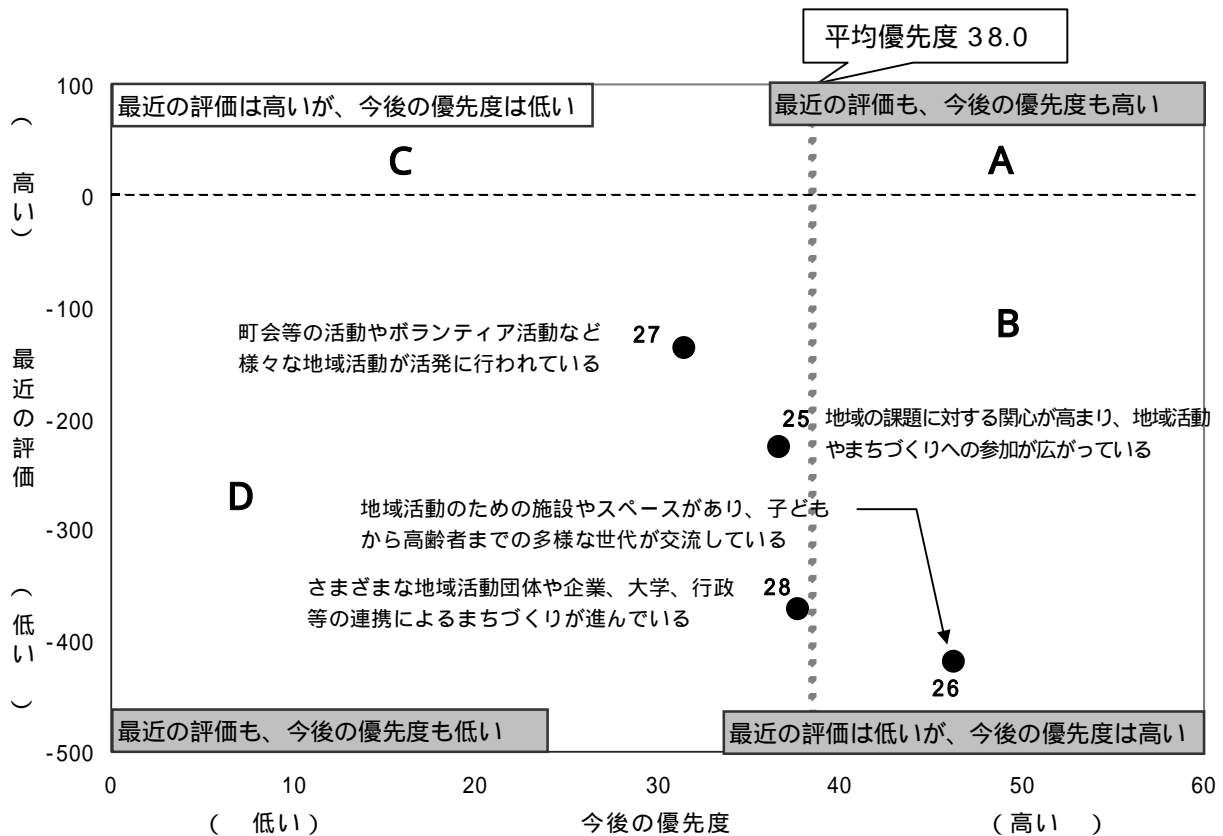 平均優先度 38.0
100
最近の評価は高いが、今後の優先度は低い
最近の評価も、今後の優先度も高い
C
A
0
-100
B
町会等の活動やボランティア活動など
様々な地域活動が活発に行われている
27
-200
25
地域の課題に対する関心が高まり、地域活動
やまちづくりへの参加が広がっている
D
地域活動のための施設やスペースがあり、子ども
から高齢者までの多様な世代が交流している
-300
さまざまな地域活動団体や企業、大学、行政
等の連携によるまちづくりが進んでいる
28
-400
26
最近の評価も、今後の優先度も低い
最近の評価は低いが、今後の優先度は高い
-500
(高い)
最近の評価
(低い)
0 10 20 30 40 50 60
( 低い) 今後の優先度 (高い )